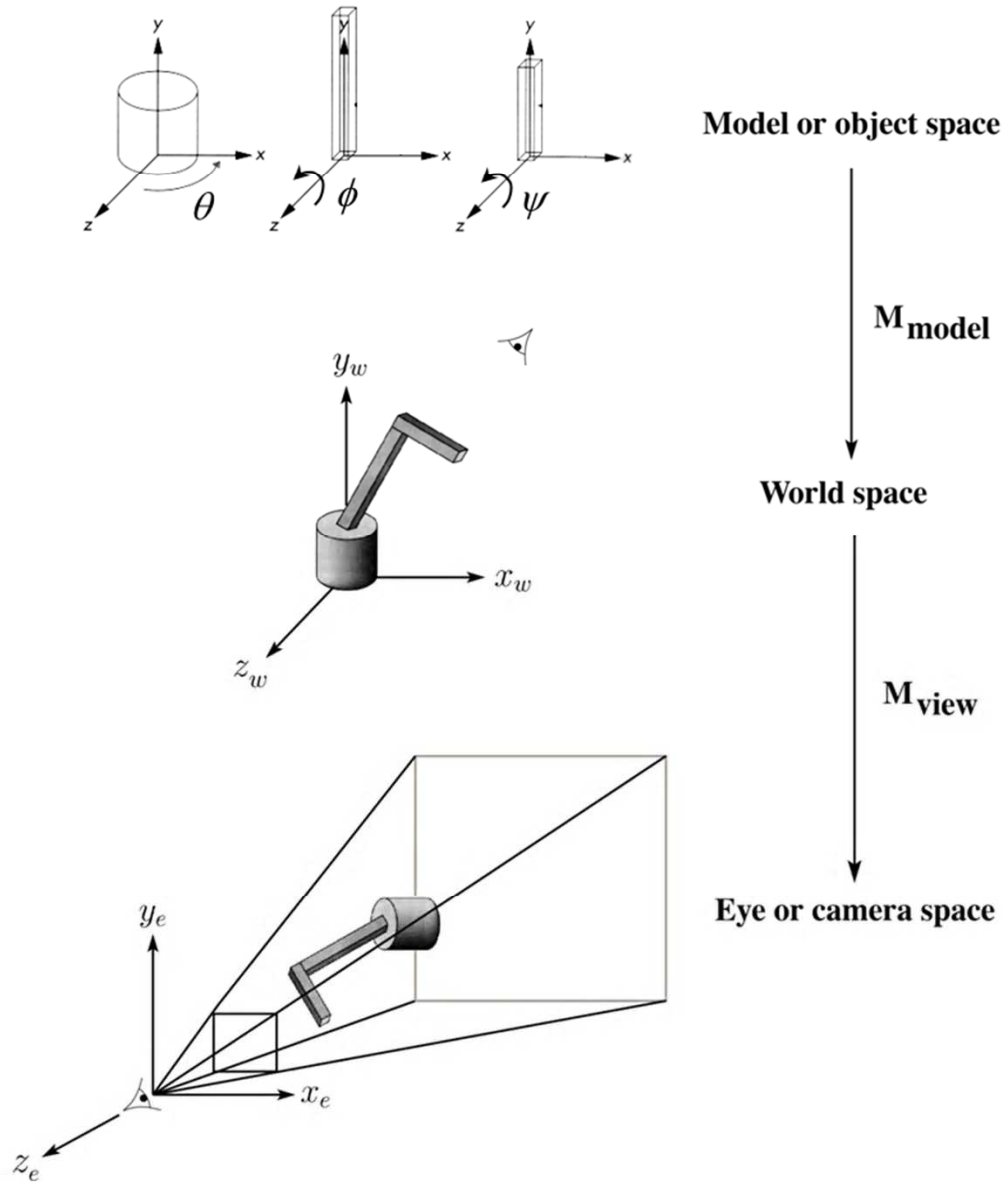 y
x
z
θ
y
x
z
ϕ
y
x
z
ψ
Model or object space
M_model
y_w
x_w
z_w
World space
M_view
y_e
x_e
z_e
Eye or camera space